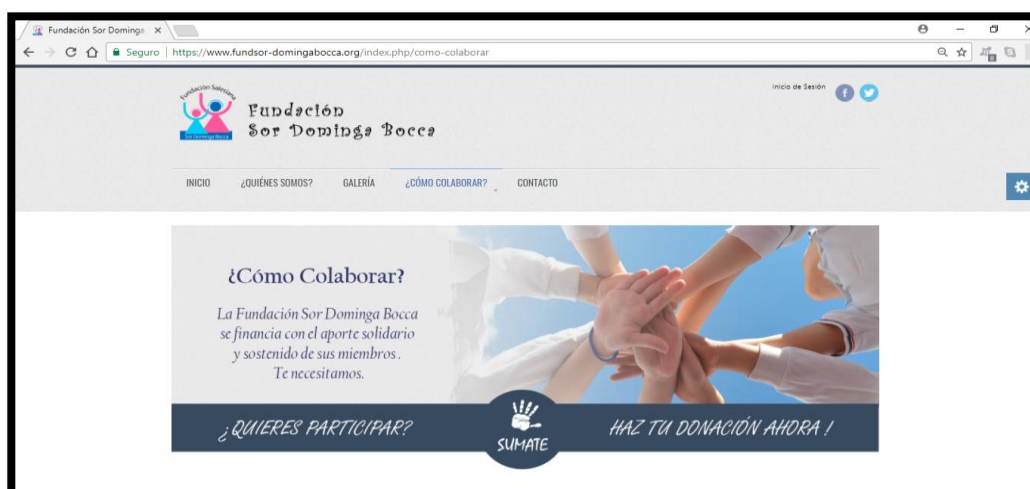 Fundación Sor Dominga
Seguro | https://www.fundsor-domingabocca.org/index.php/como-colaborar
Inicio de Sesión
Fundación Salesiana
Sor Dominga Bocca
Fundación
Sor Dominga Bocca
INICIO ¿QUIÉNES SOMOS? GALERÍA ¿CÓMO COLABORAR? CONTACTO
¿Cómo Colaborar?
La Fundación Sor Dominga Bocca
se financia con el aporte solidario
y sostenido de sus miembros.
Te necesitamos.
¿QUIERES PARTICIPAR? SUMATE HAZ TU DONACIÓN AHORA !